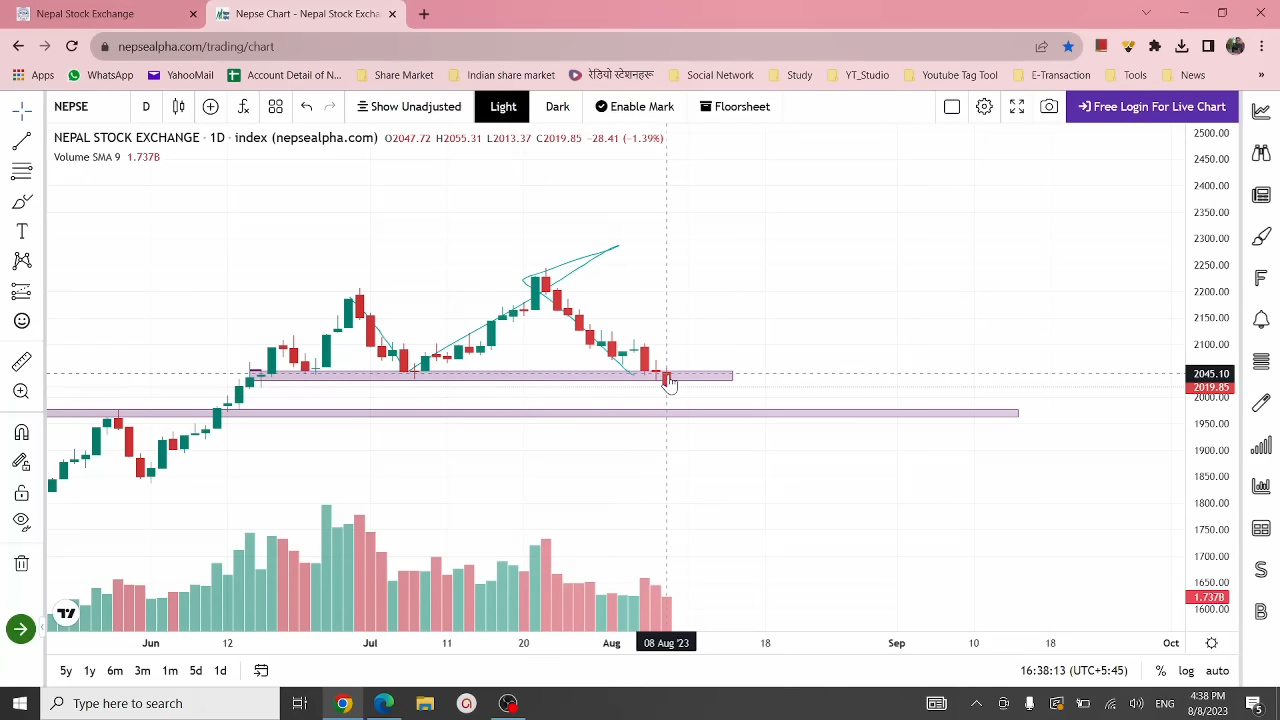 Nepal Stock Exchange
Nepse Chart - Stock Exchan
nepsealpha.com/trading/chart
Apps
WhatsApp
YahooMail
Account Detail of N...
Share Market
Indian share market
रेडियो स्टेशनहरू
Social Network
Study
YT_Studio
Youtube Tag Tool
E-Transaction
Tools
News
»
NEPSE
D
Show Unadjusted
Light
Dark
Enable Mark
Floorsheet
Free Login For Live Chart
NEPAL STOCK EXCHANGE · 1D · index (nepsealpha.com) O2047.72 H2055.31 L2013.37 C2019.85 −28.41 (−1.39%)
Volume SMA 9 1.737B
2500.00
2450.00
2400.00
2350.00
2300.00
2250.00
2200.00
2150.00
2100.00
2045.10
2019.85
2000.00
1950.00
1900.00
1850.00
1800.00
1750.00
1700.00
1650.00
1.737B
1600.00
Jun
12
Jul
11
20
Aug
08 Aug '23
18
Sep
10
18
Oct
5y
1y
6m
3m
1m
5d
1d
16:38:13 (UTC+5:45)
%
log
auto
Type here to search
4:38 PM
8/8/2023